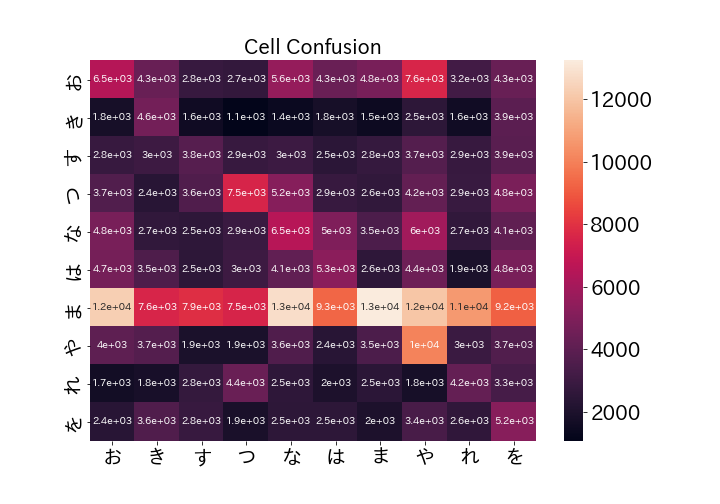 Cell Confusion
お 6.5e+03 4.3e+03 2.8e+03 2.7e+03 5.6e+03 4.3e+03 4.8e+03 7.6e+03 3.2e+03 4.3e+03
き 1.8e+03 4.6e+03 1.6e+03 1.1e+03 1.4e+03 1.8e+03 1.5e+03 2.5e+03 1.6e+03 3.9e+03
す 2.8e+03 3e+03 3.8e+03 2.9e+03 3e+03 2.5e+03 2.8e+03 3.7e+03 2.9e+03 3.9e+03
つ 3.7e+03 2.4e+03 3.6e+03 7.5e+03 5.2e+03 2.9e+03 2.6e+03 4.2e+03 2.9e+03 4.8e+03
な 4.8e+03 2.7e+03 2.5e+03 2.9e+03 6.5e+03 5e+03 3.5e+03 6e+03 2.7e+03 4.1e+03
は 4.7e+03 3.5e+03 2.5e+03 3e+03 4.1e+03 5.3e+03 2.6e+03 4.4e+03 1.9e+03 4.8e+03
ま 1.2e+04 7.6e+03 7.9e+03 7.5e+03 1.3e+04 9.3e+03 1.3e+04 1.2e+04 1.1e+04 9.2e+03
や 4e+03 3.7e+03 1.9e+03 1.9e+03 3.6e+03 2.4e+03 3.5e+03 1e+04 3e+03 3.7e+03
れ 1.7e+03 1.8e+03 2.8e+03 4.4e+03 2.5e+03 2e+03 2.5e+03 1.8e+03 4.2e+03 3.3e+03
を 2.4e+03 3.6e+03 2.8e+03 1.9e+03 2.5e+03 2.5e+03 2e+03 3.4e+03 2.6e+03 5.2e+03
お き す つ な は ま や れ を
12000
10000
8000
6000
4000
2000